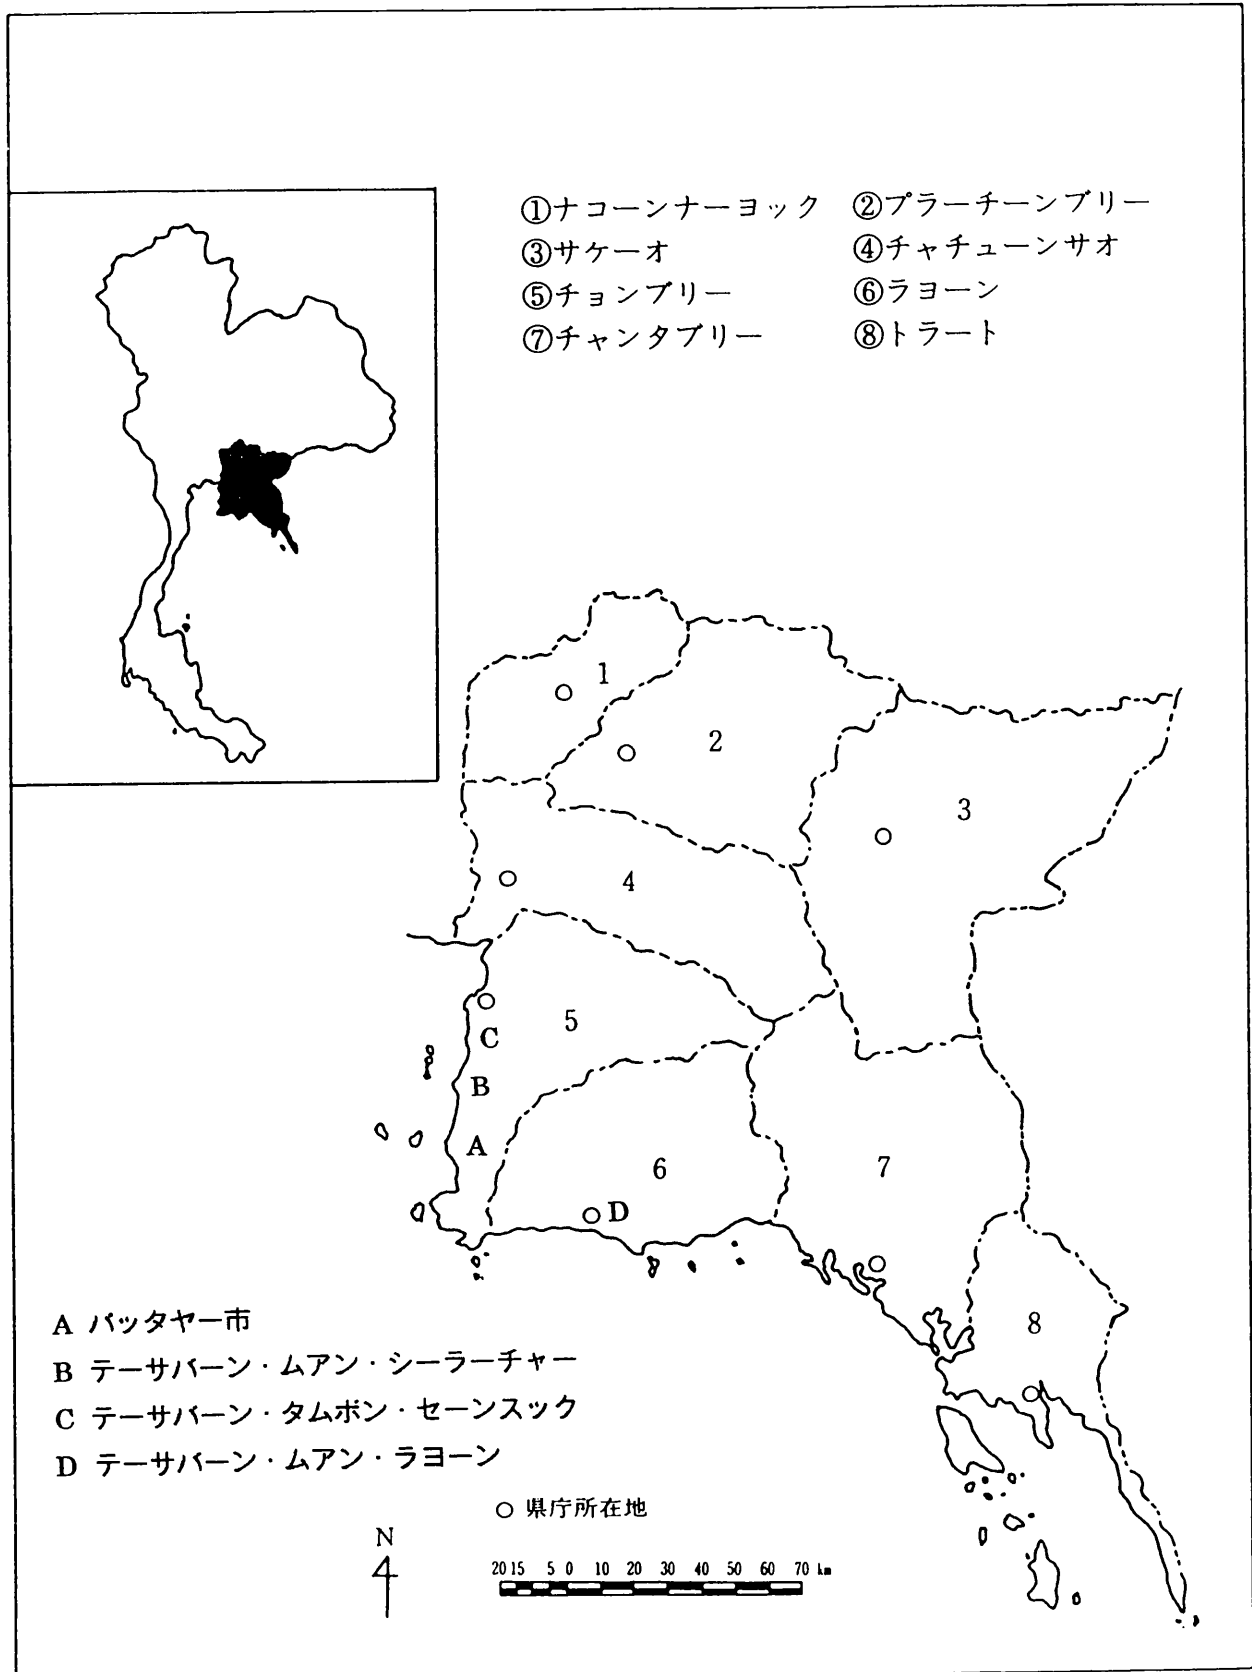 ①ナコーンナーヨック ②プラーチーンブリー
③サケーオ ④チャチューンサオ
⑤チョンブリー ⑥ラヨーン
⑦チャンタブリー ⑧トラート
1
2
3
4
5
C
B
A
6
7
D
8
A パッタヤー市
B テーサバーン・ムアン・シーラーチャー
C テーサバーン・タムボン・セーンスック
D テーサバーン・ムアン・ラヨーン
○ 県庁所在地
N
20 15 5 0 10 20 30 40 50 60 70 km